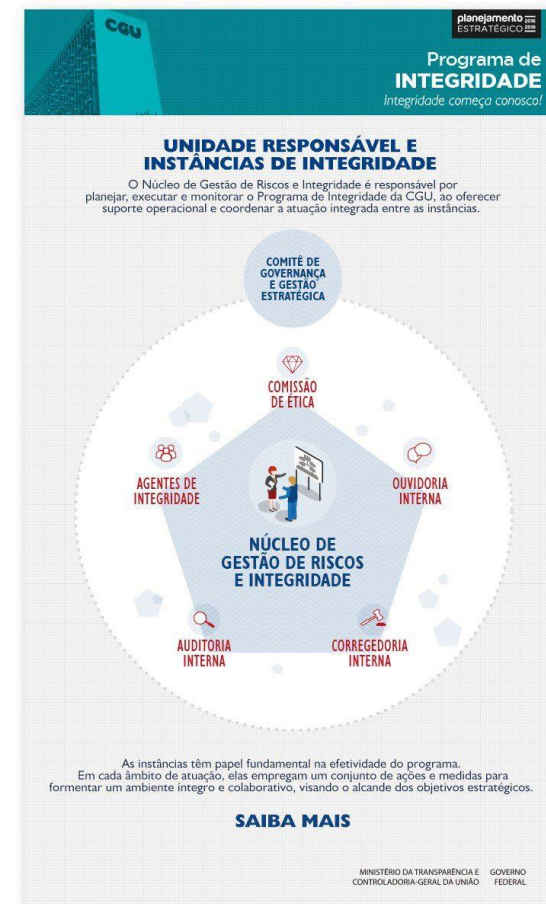 CGU
planejamento 2016
ESTRATÉGICO 2019
Programa de
INTEGRIDADE
Integridade começa conosco!
UNIDADE RESPONSÁVEL E
INSTÂNCIAS DE INTEGRIDADE
O Núcleo de Gestão de Riscos e Integridade é responsável por
planejar, executar e monitorar o Programa de Integridade da CGU, ao oferecer
suporte operacional e coordenar a atuação integrada entre as instâncias.
COMITÊ DE
GOVERNANÇA
E GESTÃO
ESTRATÉGICA
COMISSÃO
DE ÉTICA
AGENTES DE
INTEGRIDADE
OUVIDORIA
INTERNA
NÚCLEO DE
GESTÃO DE RISCOS
E INTEGRIDADE
AUDITORIA
INTERNA
CORREGEDORIA
INTERNA
As instâncias têm papel fundamental na efetividade do programa.
Em cada âmbito de atuação, elas empregam um conjunto de ações e medidas para
formentar um ambiente íntegro e colaborativo, visando o alcande dos objetivos estratégicos.
SAIBA MAIS
MINISTÉRIO DA TRANSPARÊNCIA E GOVERNO
CONTROLADORIA-GERAL DA UNIÃO FEDERAL